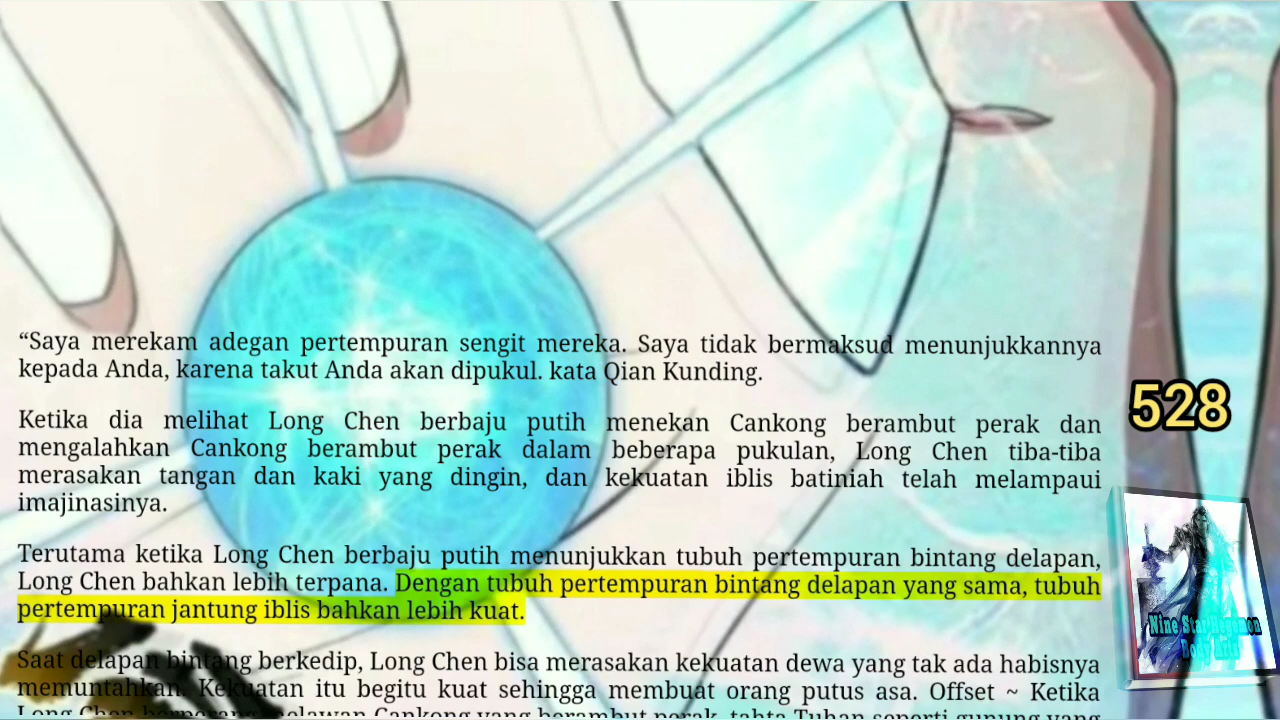 “Saya merekam adegan pertempuran sengit mereka. Saya tidak bermaksud menunjukkannya
kepada Anda, karena takut Anda akan dipukul. kata Qian Kunding.
Ketika dia melihat Long Chen berbaju putih menekan Cankong berambut perak dan
mengalahkan Cankong berambut perak dalam beberapa pukulan, Long Chen tiba-tiba
merasakan tangan dan kaki yang dingin, dan kekuatan iblis batiniah telah melampaui
imajinasinya.
Terutama ketika Long Chen berbaju putih menunjukkan tubuh pertempuran bintang delapan,
Long Chen bahkan lebih terpana. Dengan tubuh pertempuran bintang delapan yang sama, tubuh
pertempuran jantung iblis bahkan lebih kuat.
Saat delapan bintang berkedip, Long Chen bisa merasakan kekuatan dewa yang tak ada habisnya
memuntahkan. Kekuatan itu begitu kuat sehingga membuat orang putus asa. Offset ~ Ketika
528
Nine Star Hegemon
Body Arts